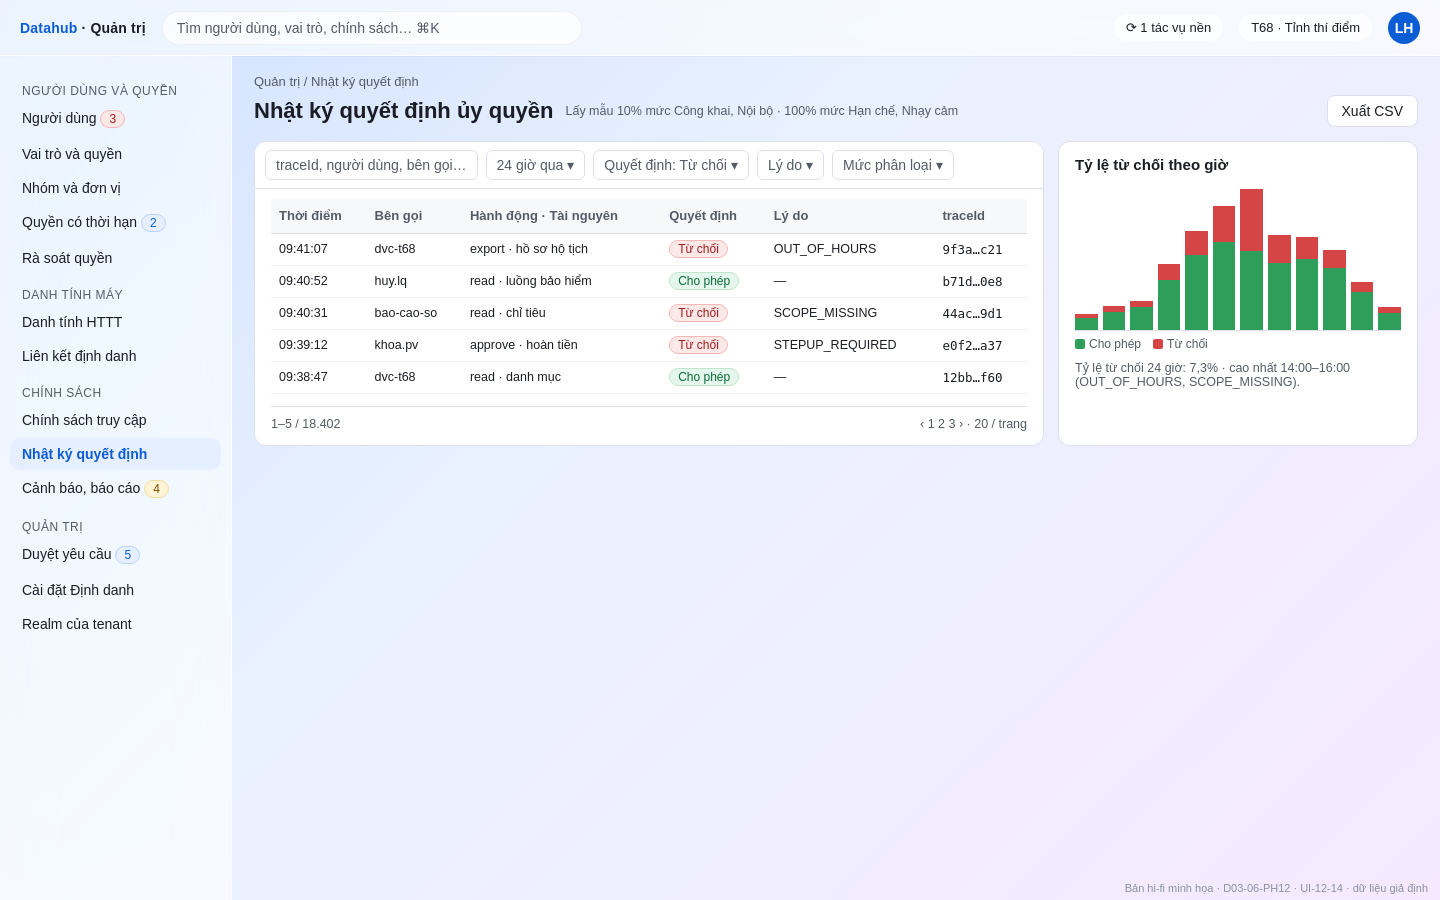 Datahub · Quản trị
Tìm người dùng, vai trò, chính sách… ⌘K
⟳ 1 tác vụ nền
T68 · Tỉnh thí điểm
LH
NGƯỜI DÙNG VÀ QUYỀN
Người dùng 3
Vai trò và quyền
Nhóm và đơn vị
Quyền có thời hạn 2
Rà soát quyền
DANH TÍNH MÁY
Danh tính HTTT
Liên kết định danh
CHÍNH SÁCH
Chính sách truy cập
Nhật ký quyết định
Cảnh báo, báo cáo 4
QUẢN TRỊ
Duyệt yêu cầu 5
Cài đặt Định danh
Realm của tenant
Quản trị / Nhật ký quyết định
Nhật ký quyết định ủy quyền
Lấy mẫu 10% mức Công khai, Nội bộ · 100% mức Hạn chế, Nhạy cảm
Xuất CSV
traceId, người dùng, bên gọi…
24 giờ qua ▾
Quyết định: Từ chối ▾
Lý do ▾
Mức phân loại ▾
Thời điểm Bên gọi Hành động · Tài nguyên Quyết định Lý do traceId
09:41:07 dvc-t68 export · hồ sơ hộ tịch Từ chối OUT_OF_HOURS 9f3a…c21
09:40:52 huy.lq read · luồng bảo hiểm Cho phép — b71d…0e8
09:40:31 bao-cao-so read · chỉ tiêu Từ chối SCOPE_MISSING 44ac…9d1
09:39:12 khoa.pv approve · hoàn tiền Từ chối STEPUP_REQUIRED e0f2…a37
09:38:47 dvc-t68 read · danh mục Cho phép — 12bb…f60
1–5 / 18.402
‹ 1 2 3 › · 20 / trang
Tỷ lệ từ chối theo giờ
Cho phép
Từ chối
Tỷ lệ từ chối 24 giờ: 7,3% · cao nhất 14:00–16:00
(OUT_OF_HOURS, SCOPE_MISSING).
Bản hi-fi minh họa · D03-06-PH12 · UI-12-14 · dữ liệu giả định